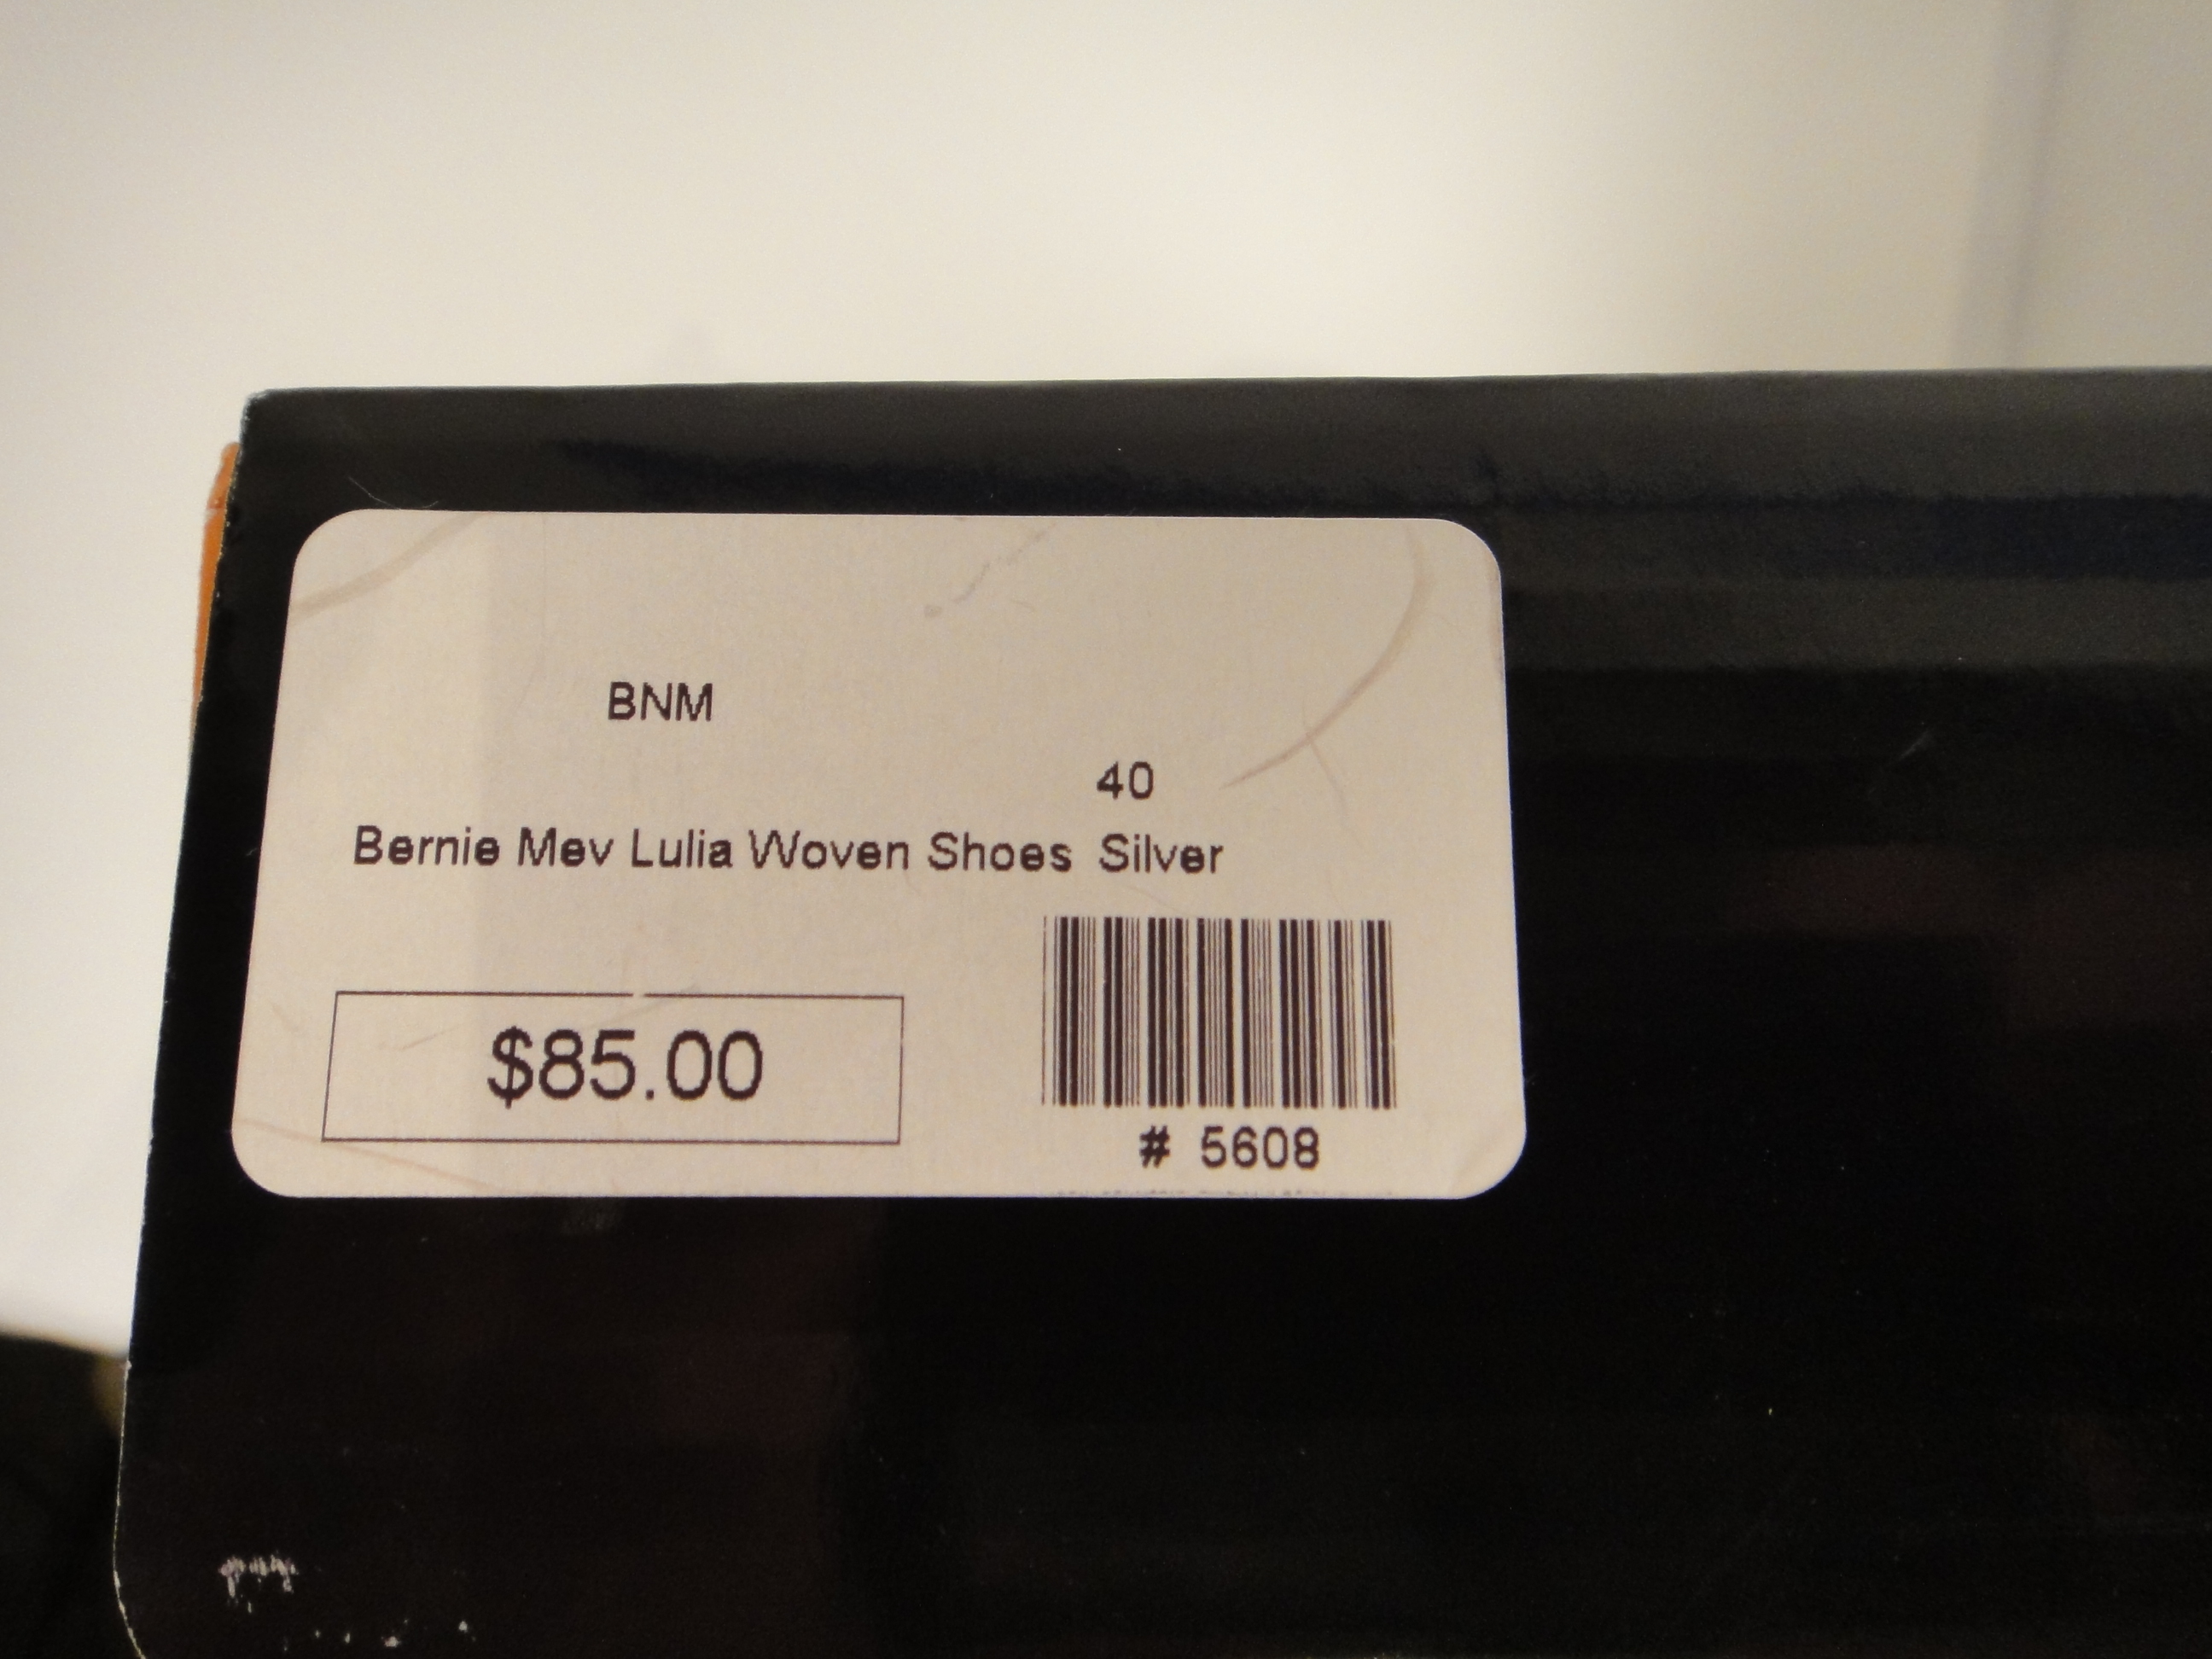 BNM
40
Bernie Mev Lulia Woven Shoes Silver
$85.00
# 5608